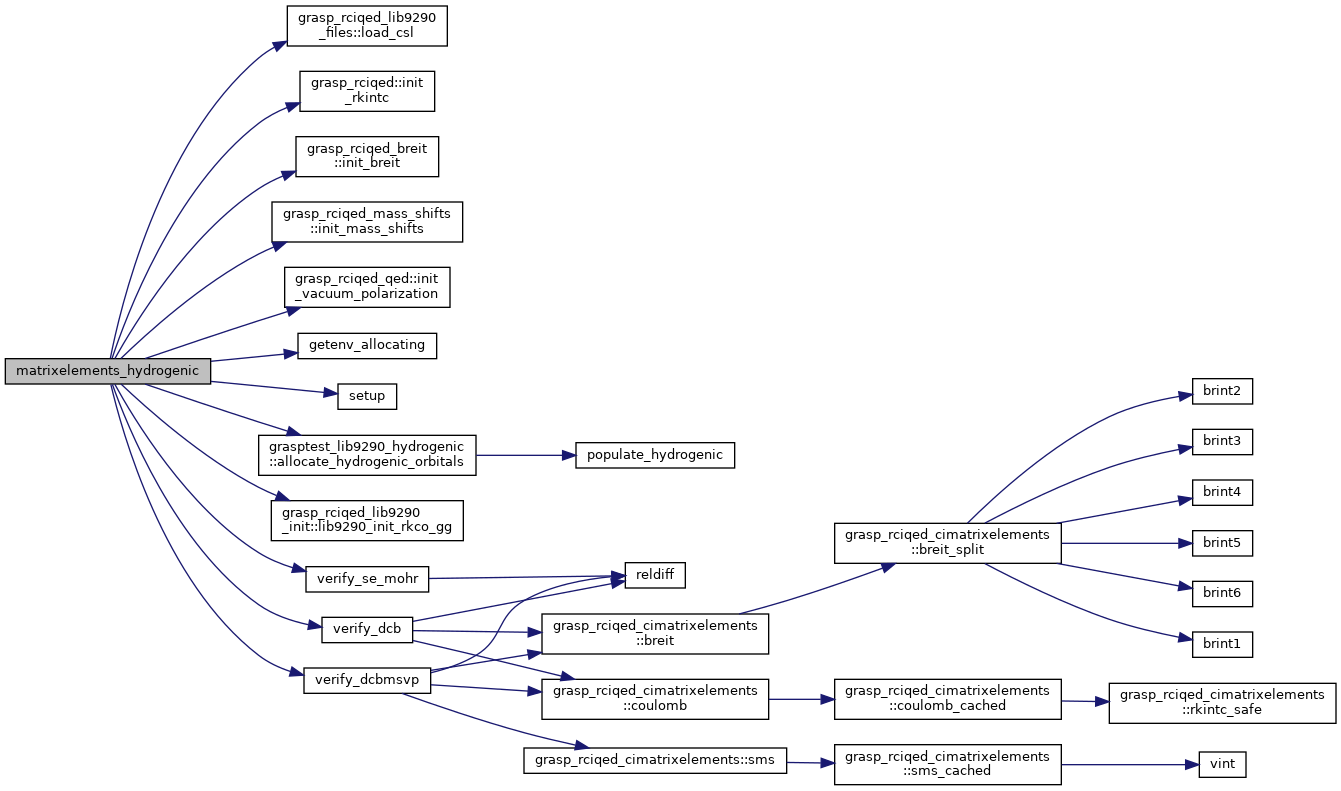 grasp_rciqed_lib9290
_files::load_csl
grasp_rciqed::init
_rkintc
grasp_rciqed_breit
::init_breit
grasp_rciqed_mass_shifts
::init_mass_shifts
grasp_rciqed_qed::init
_vacuum_polarization
getenv_allocating
matrixelements_hydrogenic
setup
grasptest_lib9290_hydrogenic
::allocate_hydrogenic_orbitals
populate_hydrogenic
grasp_rciqed_lib9290
_init::lib9290_init_rkco_gg
verify_se_mohr
reldiff
verify_dcb
grasp_rciqed_cimatrixelements
::breit
verify_dcbmsvp
grasp_rciqed_cimatrixelements
::coulomb
grasp_rciqed_cimatrixelements::sms
grasp_rciqed_cimatrixelements
::breit_split
grasp_rciqed_cimatrixelements
::coulomb_cached
grasp_rciqed_cimatrixelements
::sms_cached
brint2
brint3
brint4
brint5
brint6
brint1
grasp_rciqed_cimatrixelements
::rkintc_safe
vint